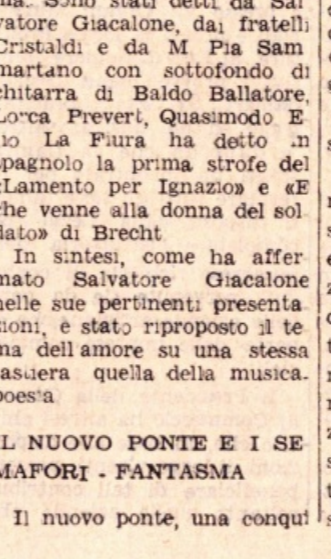 ma. Sono stati detti da Sal
vatore Giacalone, dai fratelli
Cristaldi e da M Pia Sam
martano con sottofondo di
chitarra di Baldo Ballatore,
Lorca Prevert, Quasimodo E
no La Fiura ha detto in
spagnolo la prima strofe del
«Lamento per Ignazio» e «E
che venne alla donna del sol
dato» di Brecht
In sintesi, come ha affer
mato Salvatore Giacalone
nelle sue pertinenti presenta
zioni, è stato riproposto il te
ma dell amore su una stessa
tastiera quella della musica-
poesia
IL NUOVO PONTE E I SE
MAFORI - FANTASMA
Il nuovo ponte, una conqui